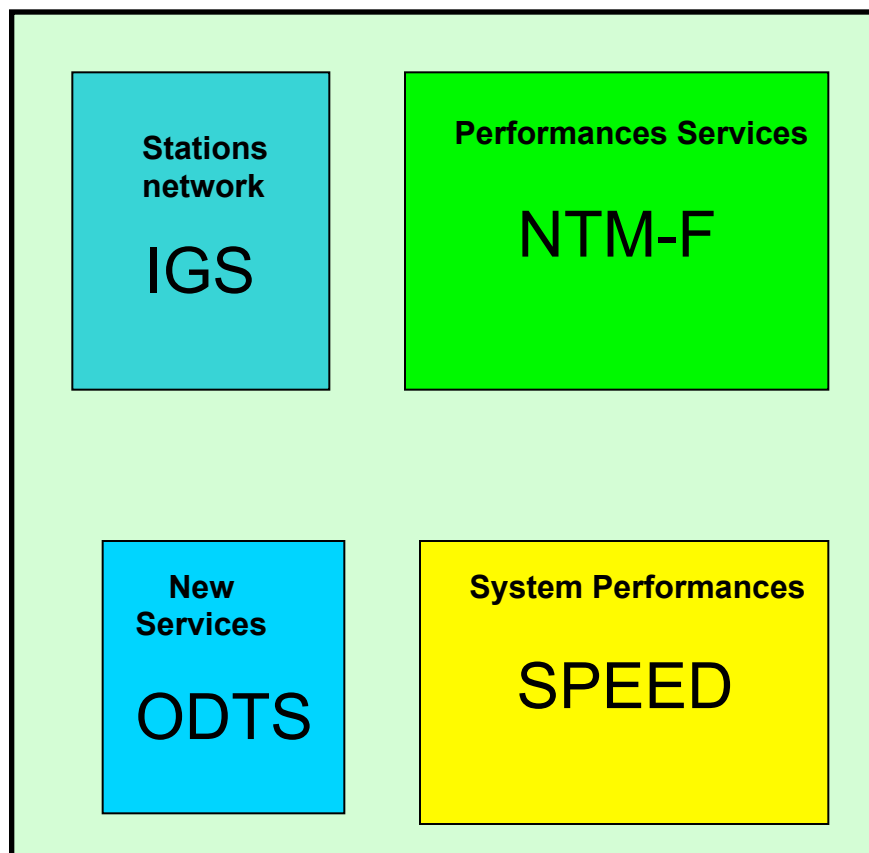 Stations
network
IGS
Performances Services
NTM-F
New
Services
ODTS
System Performances
SPEED